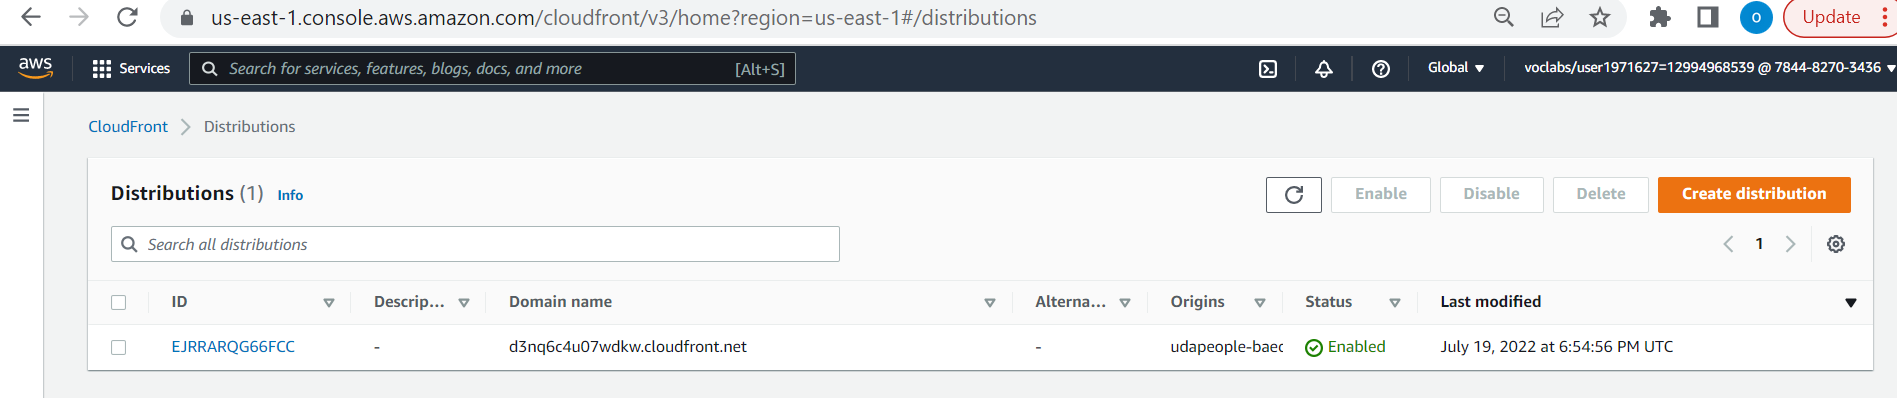 us-east-1.console.aws.amazon.com/cloudfront/v3/home?region=us-east-1#/distributions
O
Update
aws
Services
Search for services, features, blogs, docs, and more
[Alt+S]
Global
voclabs/user1971627=12994968539 @ 7844-8270-3436
CloudFront
Distributions
Distributions (1)
Info
Enable
Disable
Delete
Create distribution
Search all distributions
1
ID
Descrip...
Domain name
Alterna...
Origins
Status
Last modified
EJRRARQG66FCC
-
d3nq6c4u07wdkw.cloudfront.net
-
udapeople-baec
Enabled
July 19, 2022 at 6:54:56 PM UTC